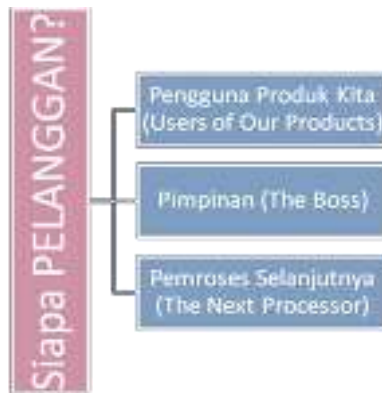 Siapa PELANGGAN?
Pengguna Produk Kita
(Users of Our Products)
Pimpinan (The Boss)
Pemroses Selanjutnya
(The Next Processor)